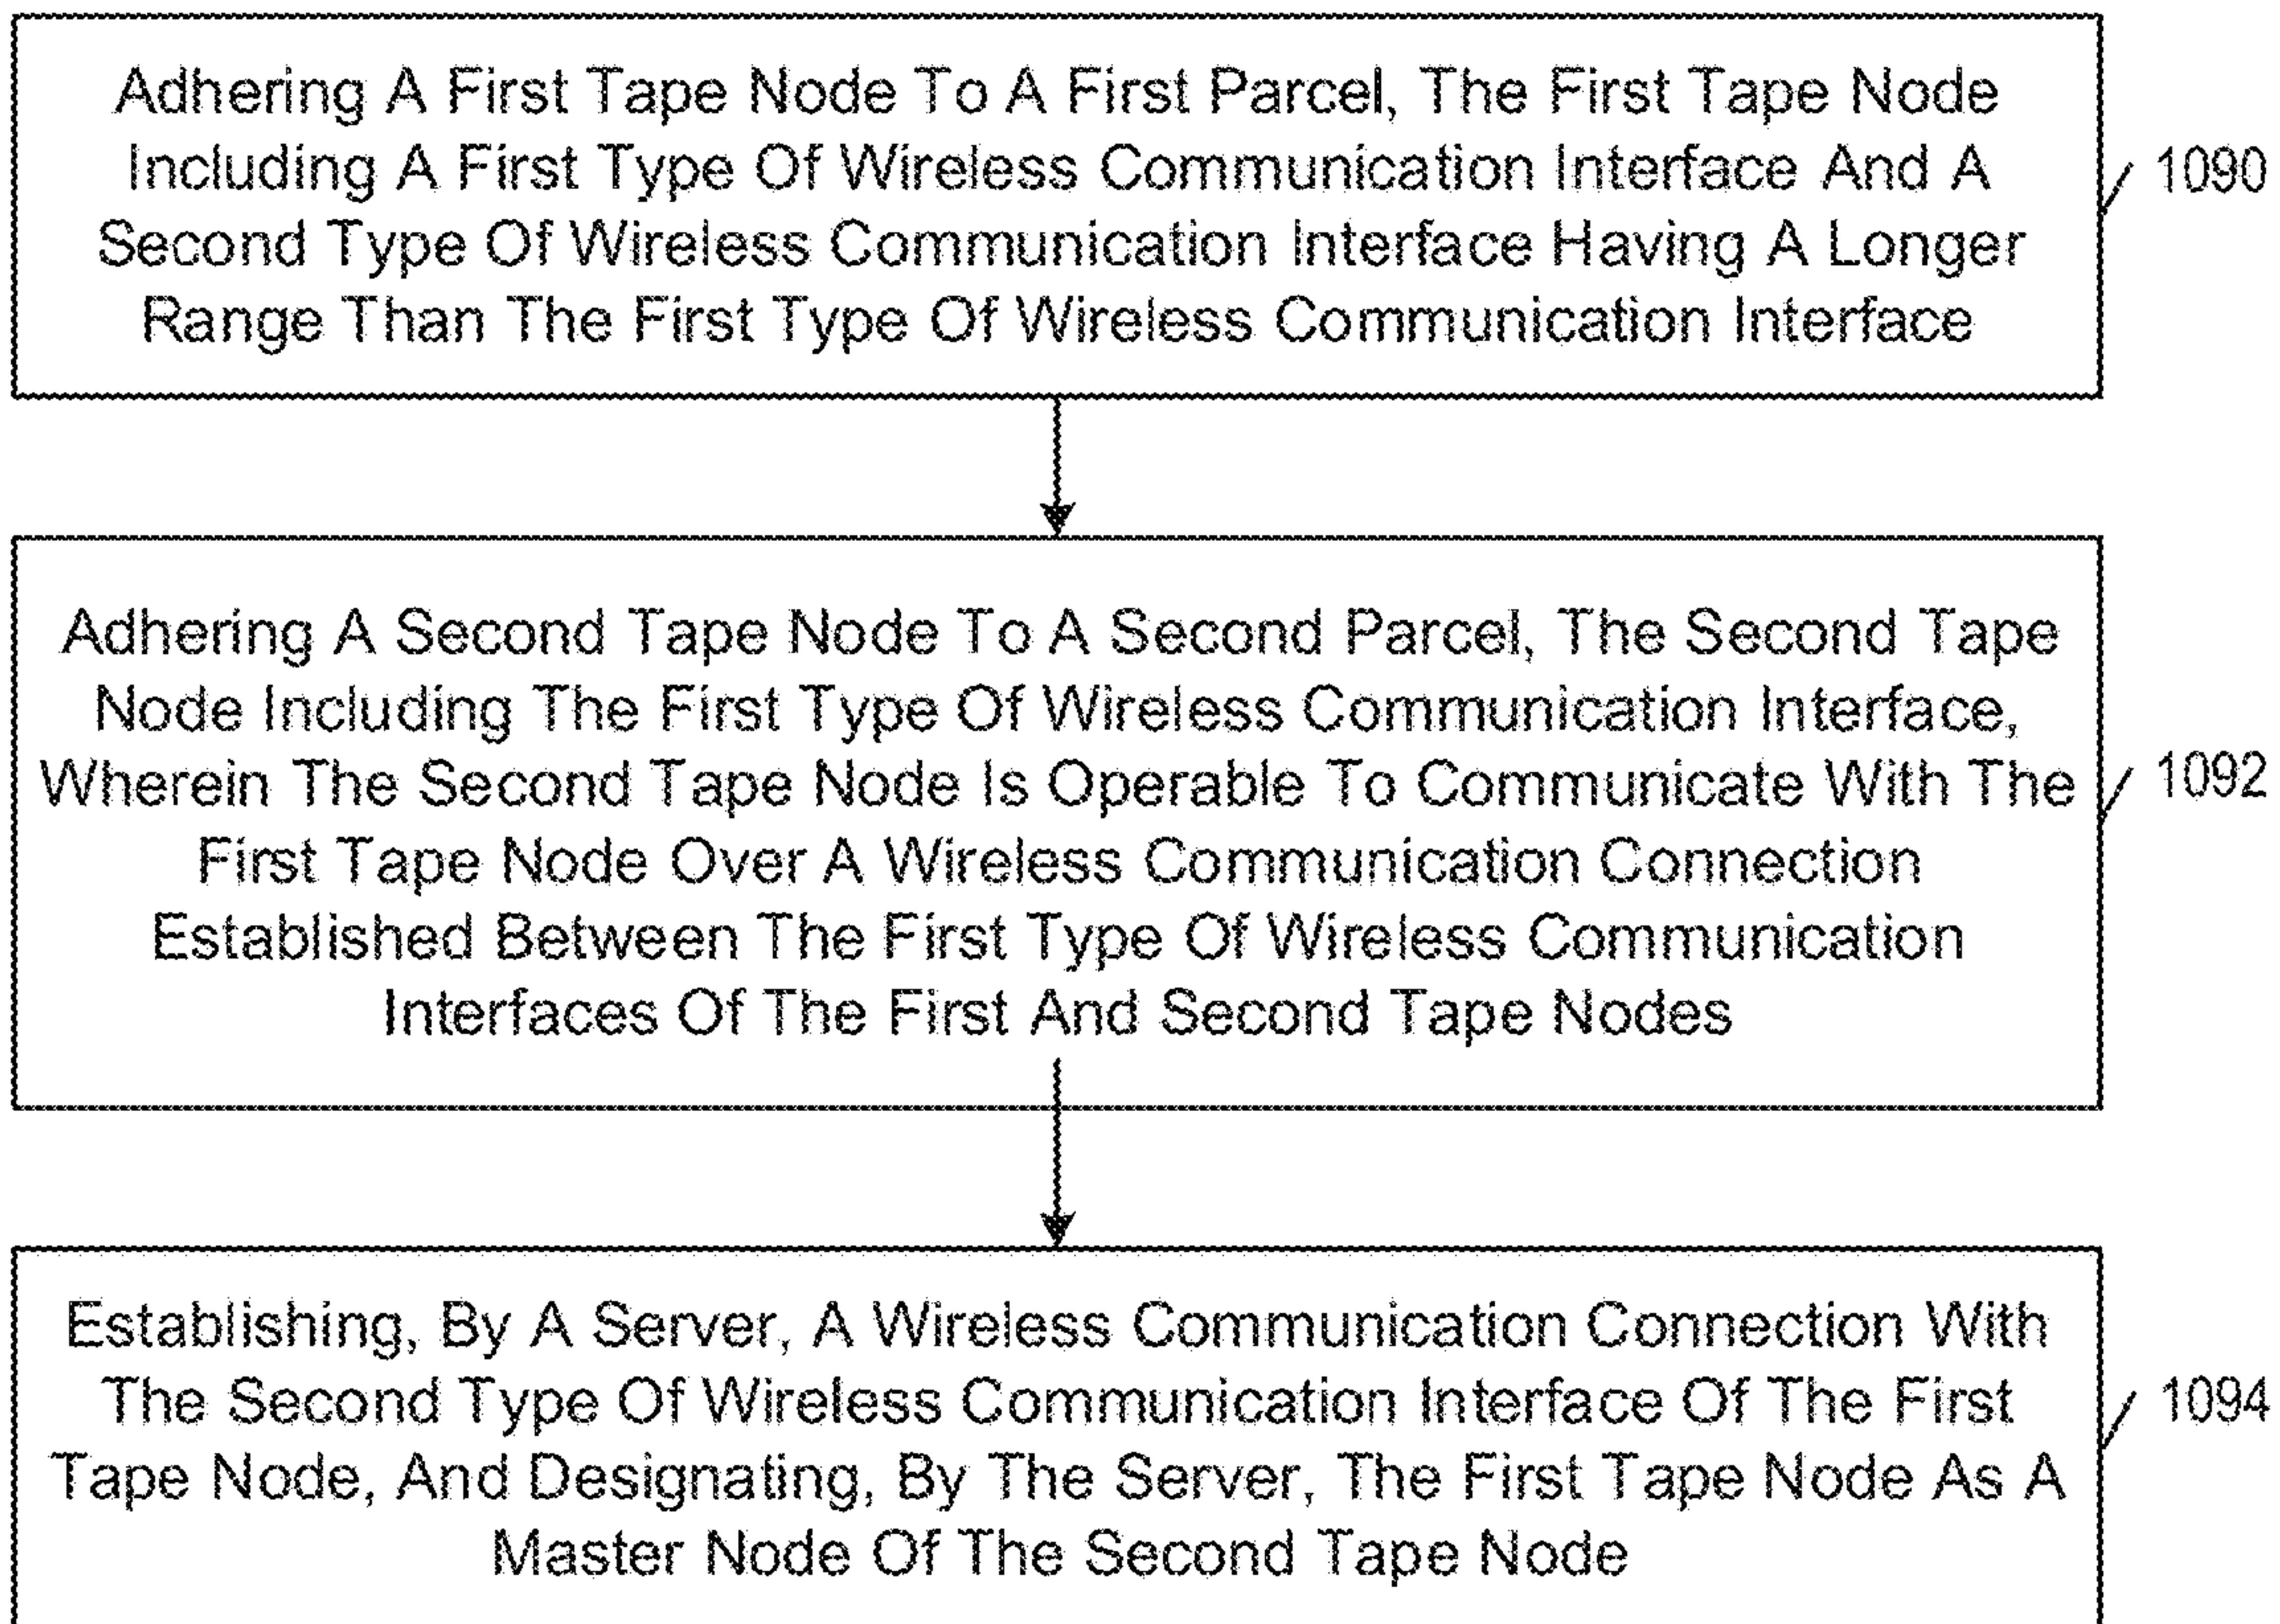 Adhering A First Tape Node To A First Parcel, The First Tape Node
Including A First Type Of Wireless Communication Interface And A
Second Type Of Wireless Communication Interface Having A Longer
Range Than The First Type Of Wireless Communication Interface
1090
Adhering A Second Tape Node To A Second Parcel, The Second Tape
Node Including The First Type Of Wireless Communication Interface,
Wherein The Second Tape Node Is Operable To Communicate With The
First Tape Node Over A Wireless Communication Connection
Established Between The First Type Of Wireless Communication
Interfaces Of The First And Second Tape Nodes
1092
Establishing, By A Server, A Wireless Communication Connection With
The Second Type Of Wireless Communication Interface Of The First
Tape Node, And Designating, By The Server, The First Tape Node As A
Master Node Of The Second Tape Node
1094